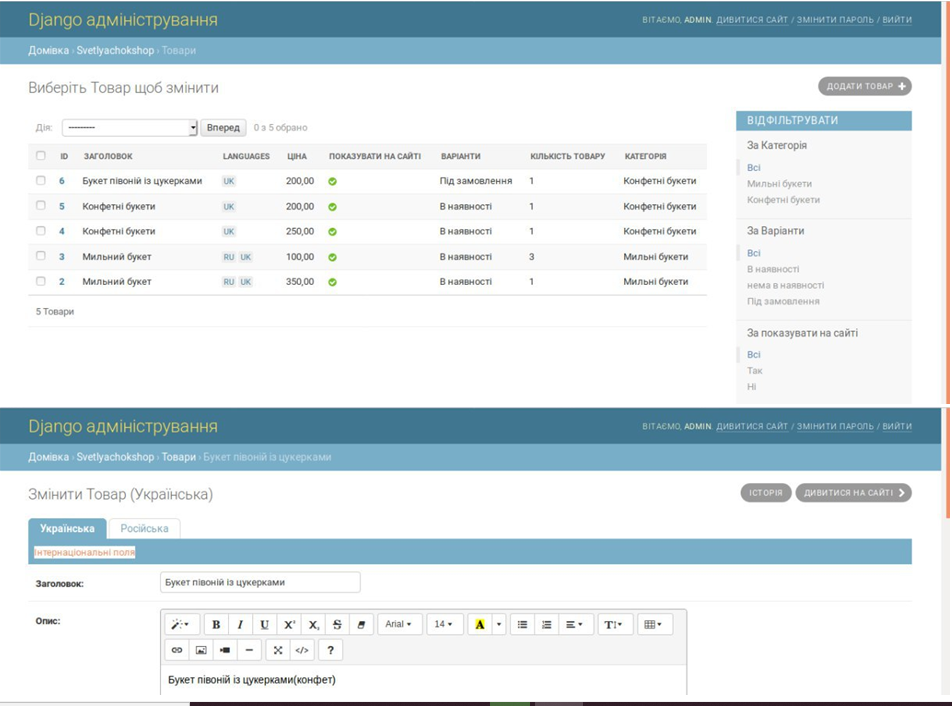 Django адміністрування
ВІТАЄМО, ADMIN. ДИВИТИСЯ САЙТ / ЗМІНИТИ ПАРОЛЬ / ВИЙТИ
Домівка › Svetlyachokshop › Товари
Виберіть Товар щоб змінити
ДОДАТИ ТОВАР +
Дія: --------- Вперед 0 з 5 обрано
ID ЗАГОЛОВОК LANGUAGES ЦІНА ПОКАЗУВАТИ НА САЙТІ ВАРІАНТИ КІЛЬКІСТЬ ТОВАРУ КАТЕГОРІЯ
6 Букет півоній із цукерками UK 200,00 Під замовлення 1 Конфетні букети
5 Конфетні букети UK 200,00 В наявності 1 Конфетні букети
4 Конфетні букети UK 250,00 В наявності 1 Конфетні букети
3 Мильний букет RU UK 100,00 В наявності 3 Мильні букети
2 Мильний букет RU UK 350,00 В наявності 1 Мильні букети
5 Товари
ВІДФІЛЬТРУВАТИ
За Категорія
Всі
Мильні букети
Конфетні букети
За Варіанти
Всі
В наявності
нема в наявності
Під замовлення
За показувати на сайті
Всі
Так
Ні
Django адміністрування
ВІТАЄМО, ADMIN. ДИВИТИСЯ САЙТ / ЗМІНИТИ ПАРОЛЬ / ВИЙТИ
Домівка › Svetlyachokshop › Товари › Букет півоній із цукерками
Змінити Товар (Українська)
ІСТОРІЯ ДИВИТИСЯ НА САЙТІ
Українська Російська
Інтернаціональні поля
Заголовок: Букет півоній із цукерками
Опис:
B I U X² X₂ S Arial 14 A T
</> ?
Букет півоній із цукерками(конфет)